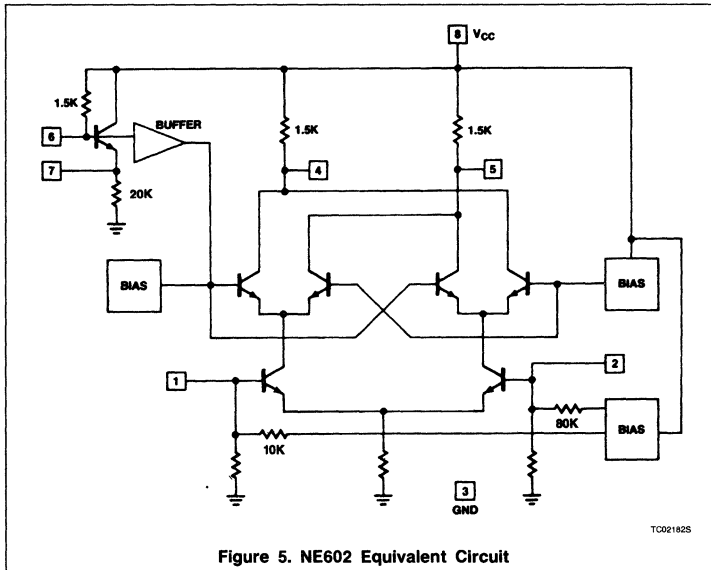 8 VCC
1.5K
6
BUFFER
1.5K
1.5K
7
4
5
20K
BIAS
BIAS
1
2
80K
BIAS
10K
3
GND
TC02182S
Figure 5. NE602 Equivalent Circuit